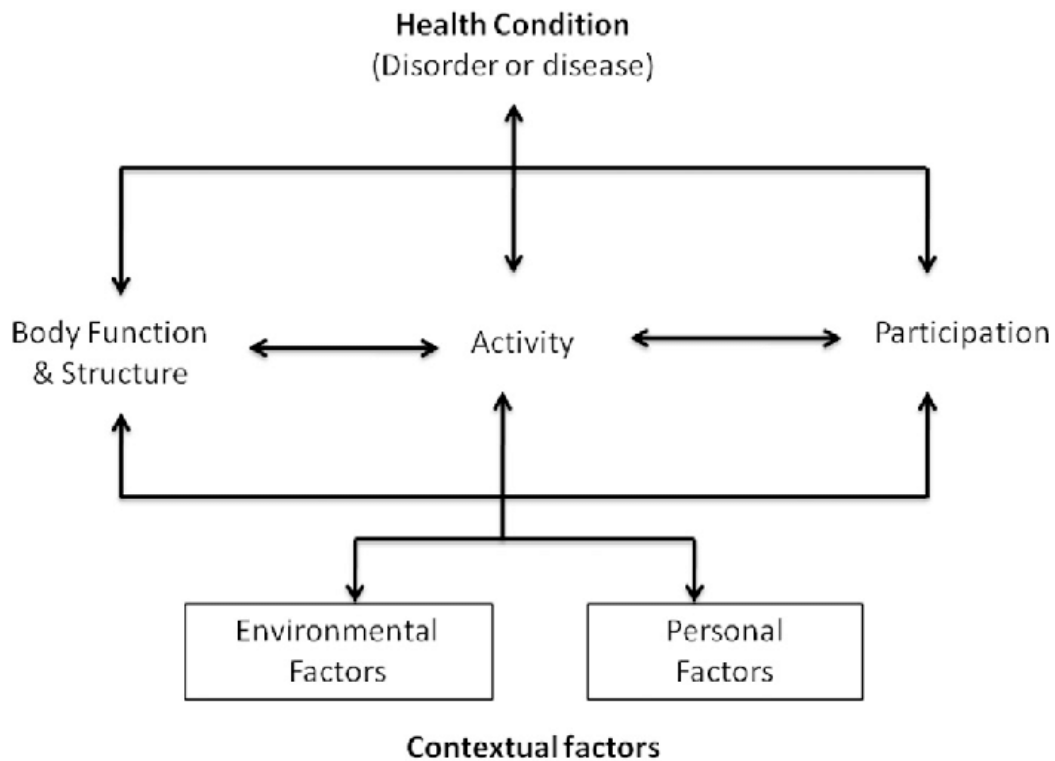 Health Condition
(Disorder or disease)
Body Function
& Structure
Activity
Participation
Environmental
Factors
Personal
Factors
Contextual factors